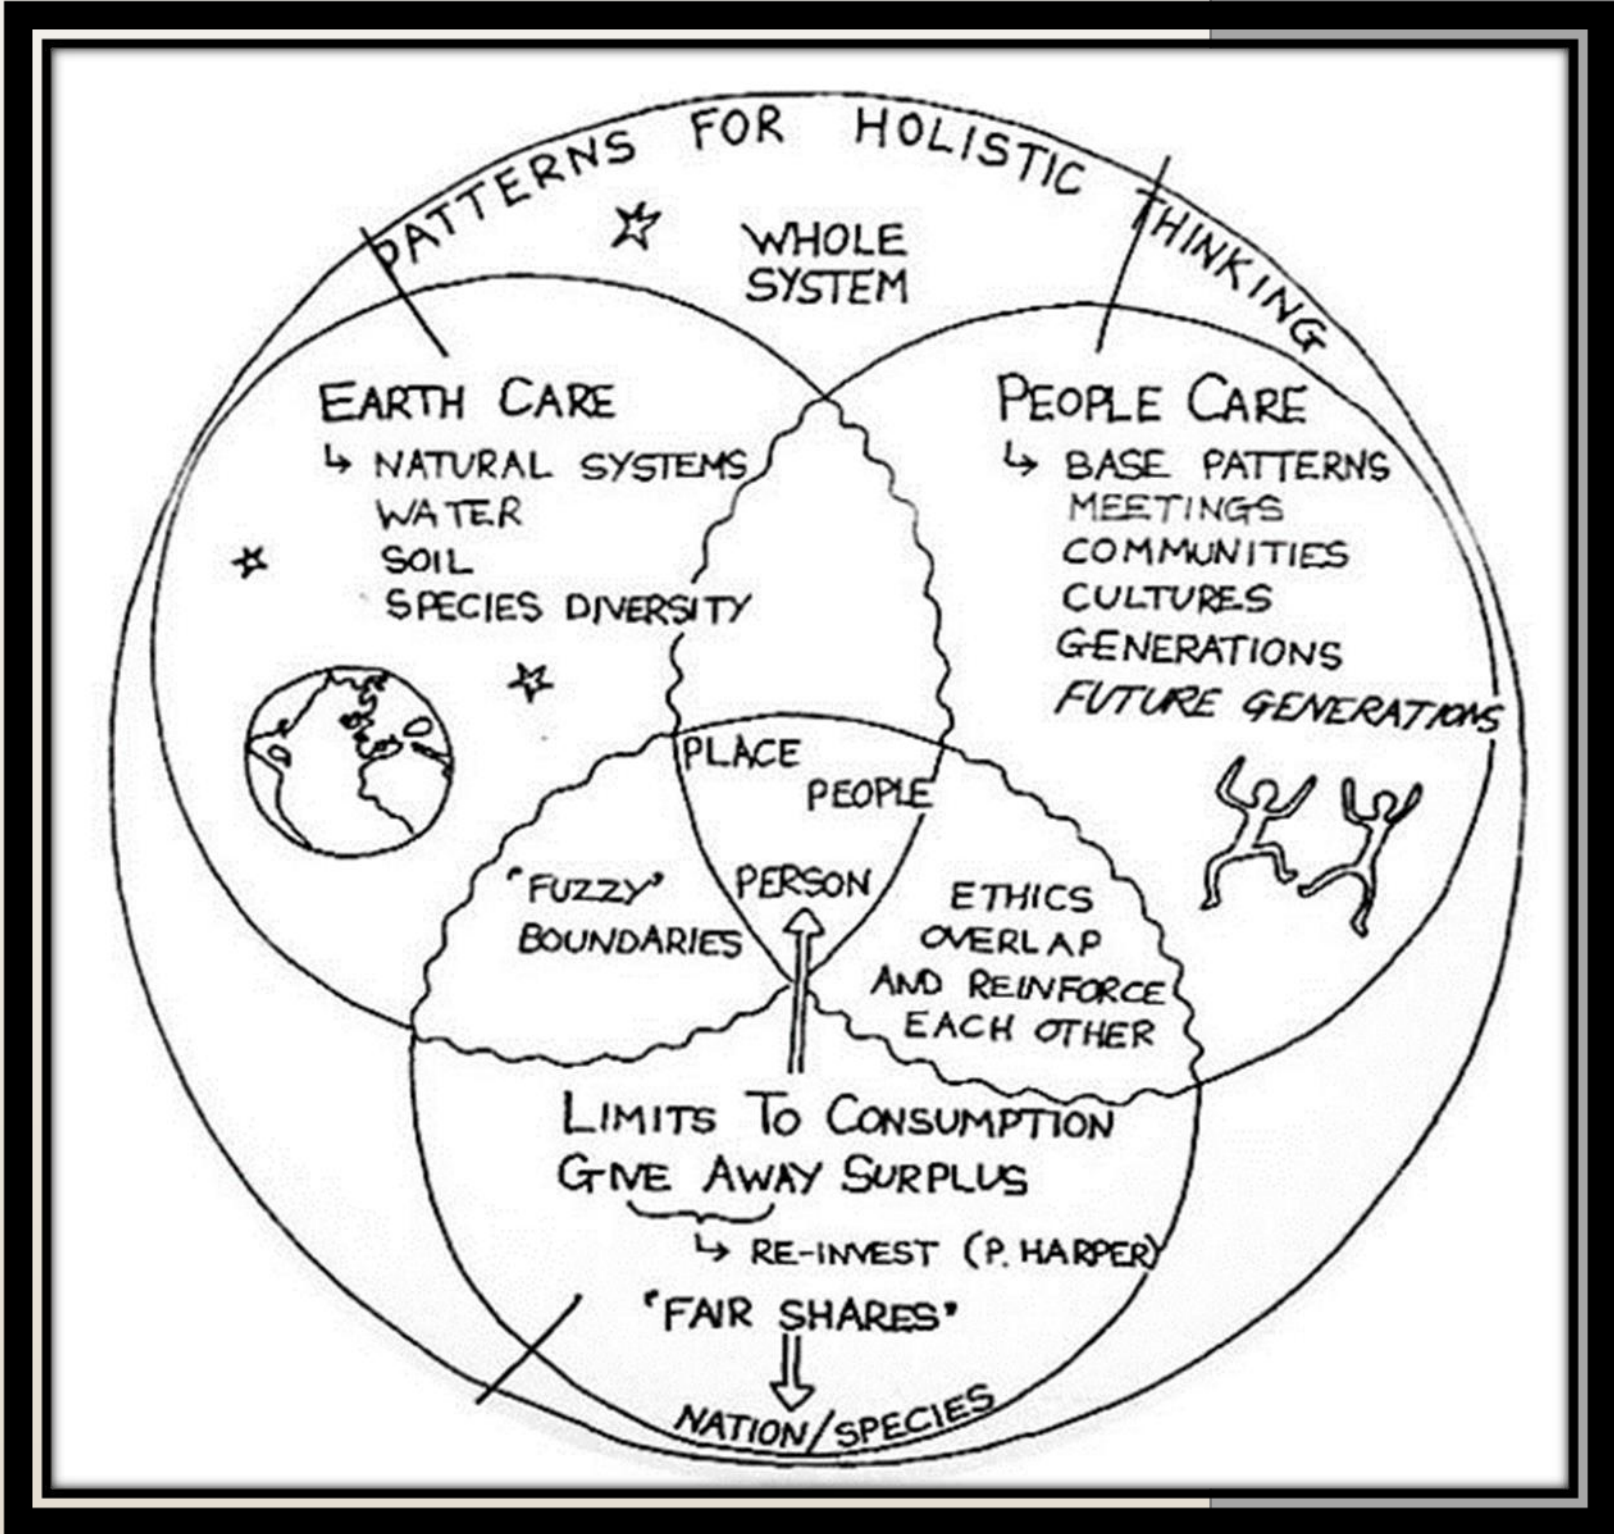 PATTERNS FOR HOLISTIC THINKING
WHOLE
SYSTEM
EARTH CARE
↳ NATURAL SYSTEMS
WATER
SOIL
SPECIES DIVERSITY
PEOPLE CARE
↳ BASE PATTERNS
MEETINGS
COMMUNITIES
CULTURES
GENERATIONS
FUTURE GENERATIONS
PLACE
PEOPLE
PERSON
"FUZZY"
BOUNDARIES
ETHICS
OVERLAP
AND REINFORCE
EACH OTHER
LIMITS TO CONSUMPTION
GIVE AWAY SURPLUS
↳ RE-INVEST (P. HARPER)
"FAIR SHARES"
NATION/SPECIES